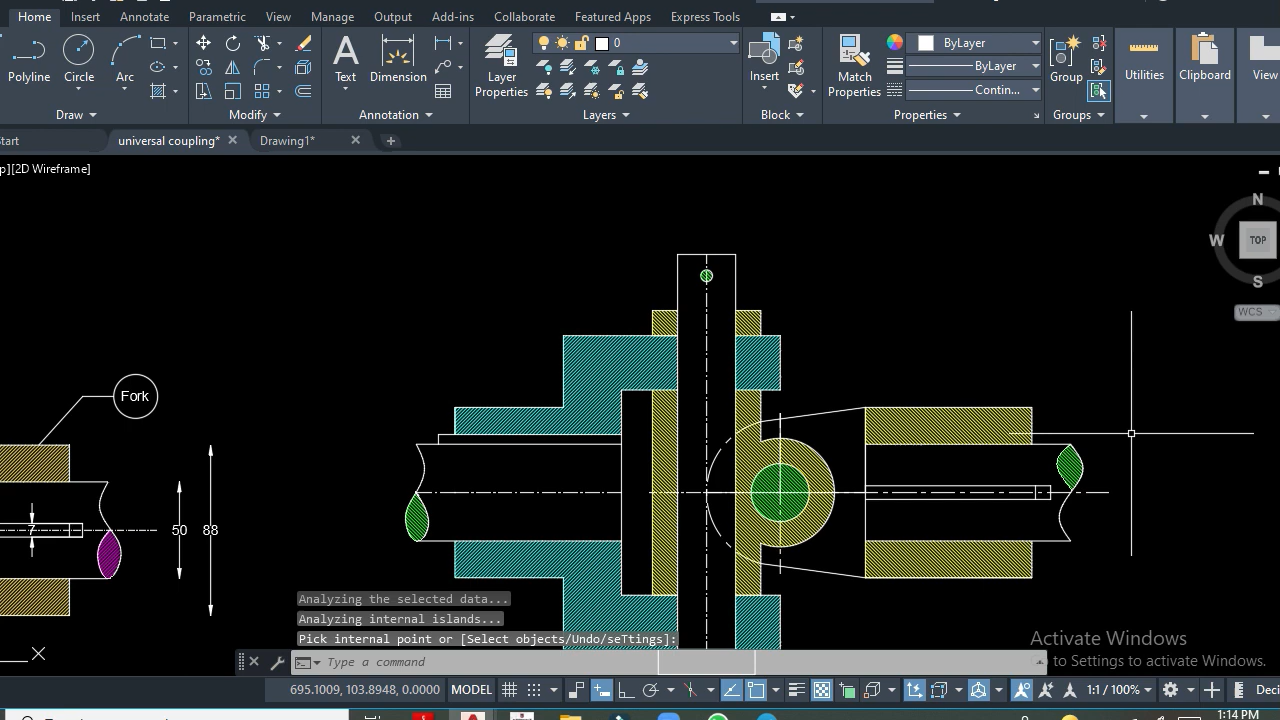 Home Insert Annotate Parametric View Manage Output Add-ins Collaborate Featured Apps Express Tools
Polyline Circle Arc Text Dimension Layer Properties 0 Insert Match Properties ByLayer ByLayer Contin... Group Utilities Clipboard View
Draw Modify Annotation Layers Block Properties Groups
Start universal coupling* Drawing1*
p][2D Wireframe]
N
W TOP
S
WCS
Fork
7 50 88
Analyzing the selected data...
Analyzing internal islands...
Pick internal point or [Select objects/Undo/seTtings]:
Type a command
Activate Windows
Go to Settings to activate Windows.
695.1009, 103.8948, 0.0000 MODEL 1:1 / 100% Deci
1:14 PM